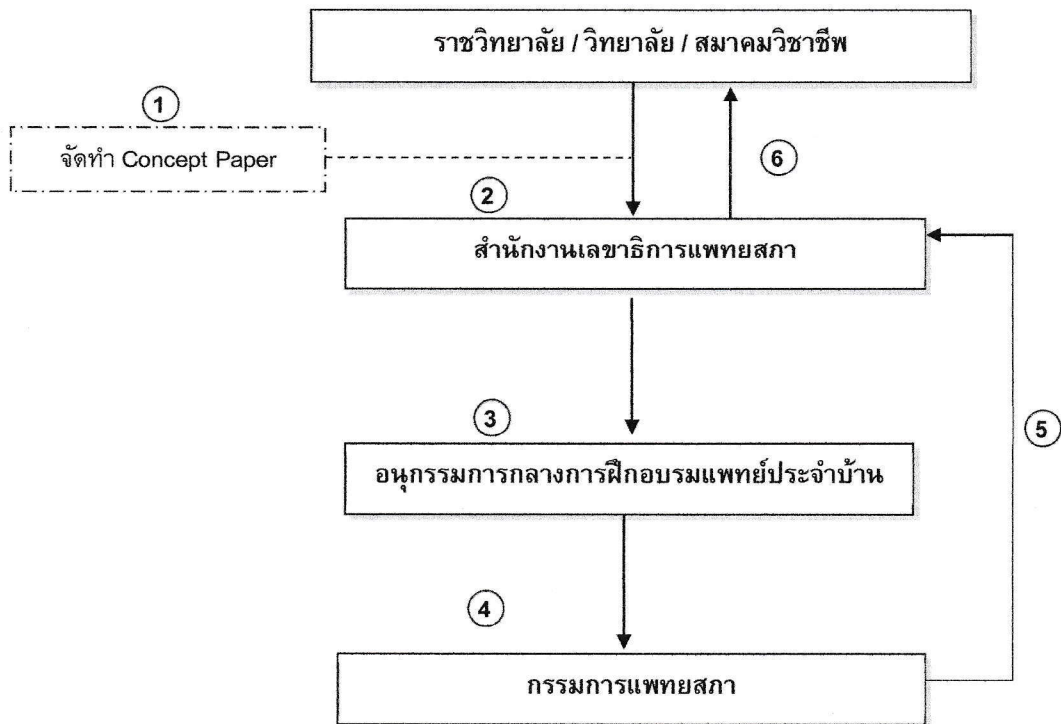 ราชวิทยาลัย / วิทยาลัย / สมาคมวิชาชีพ
1
จัดทำ Concept Paper
6
2
สำนักงานเลขาธิการแพทยสภา
3
5
อนุกรรมการกลางการฝึกอบรมแพทย์ประจำบ้าน
4
กรรมการแพทยสภา